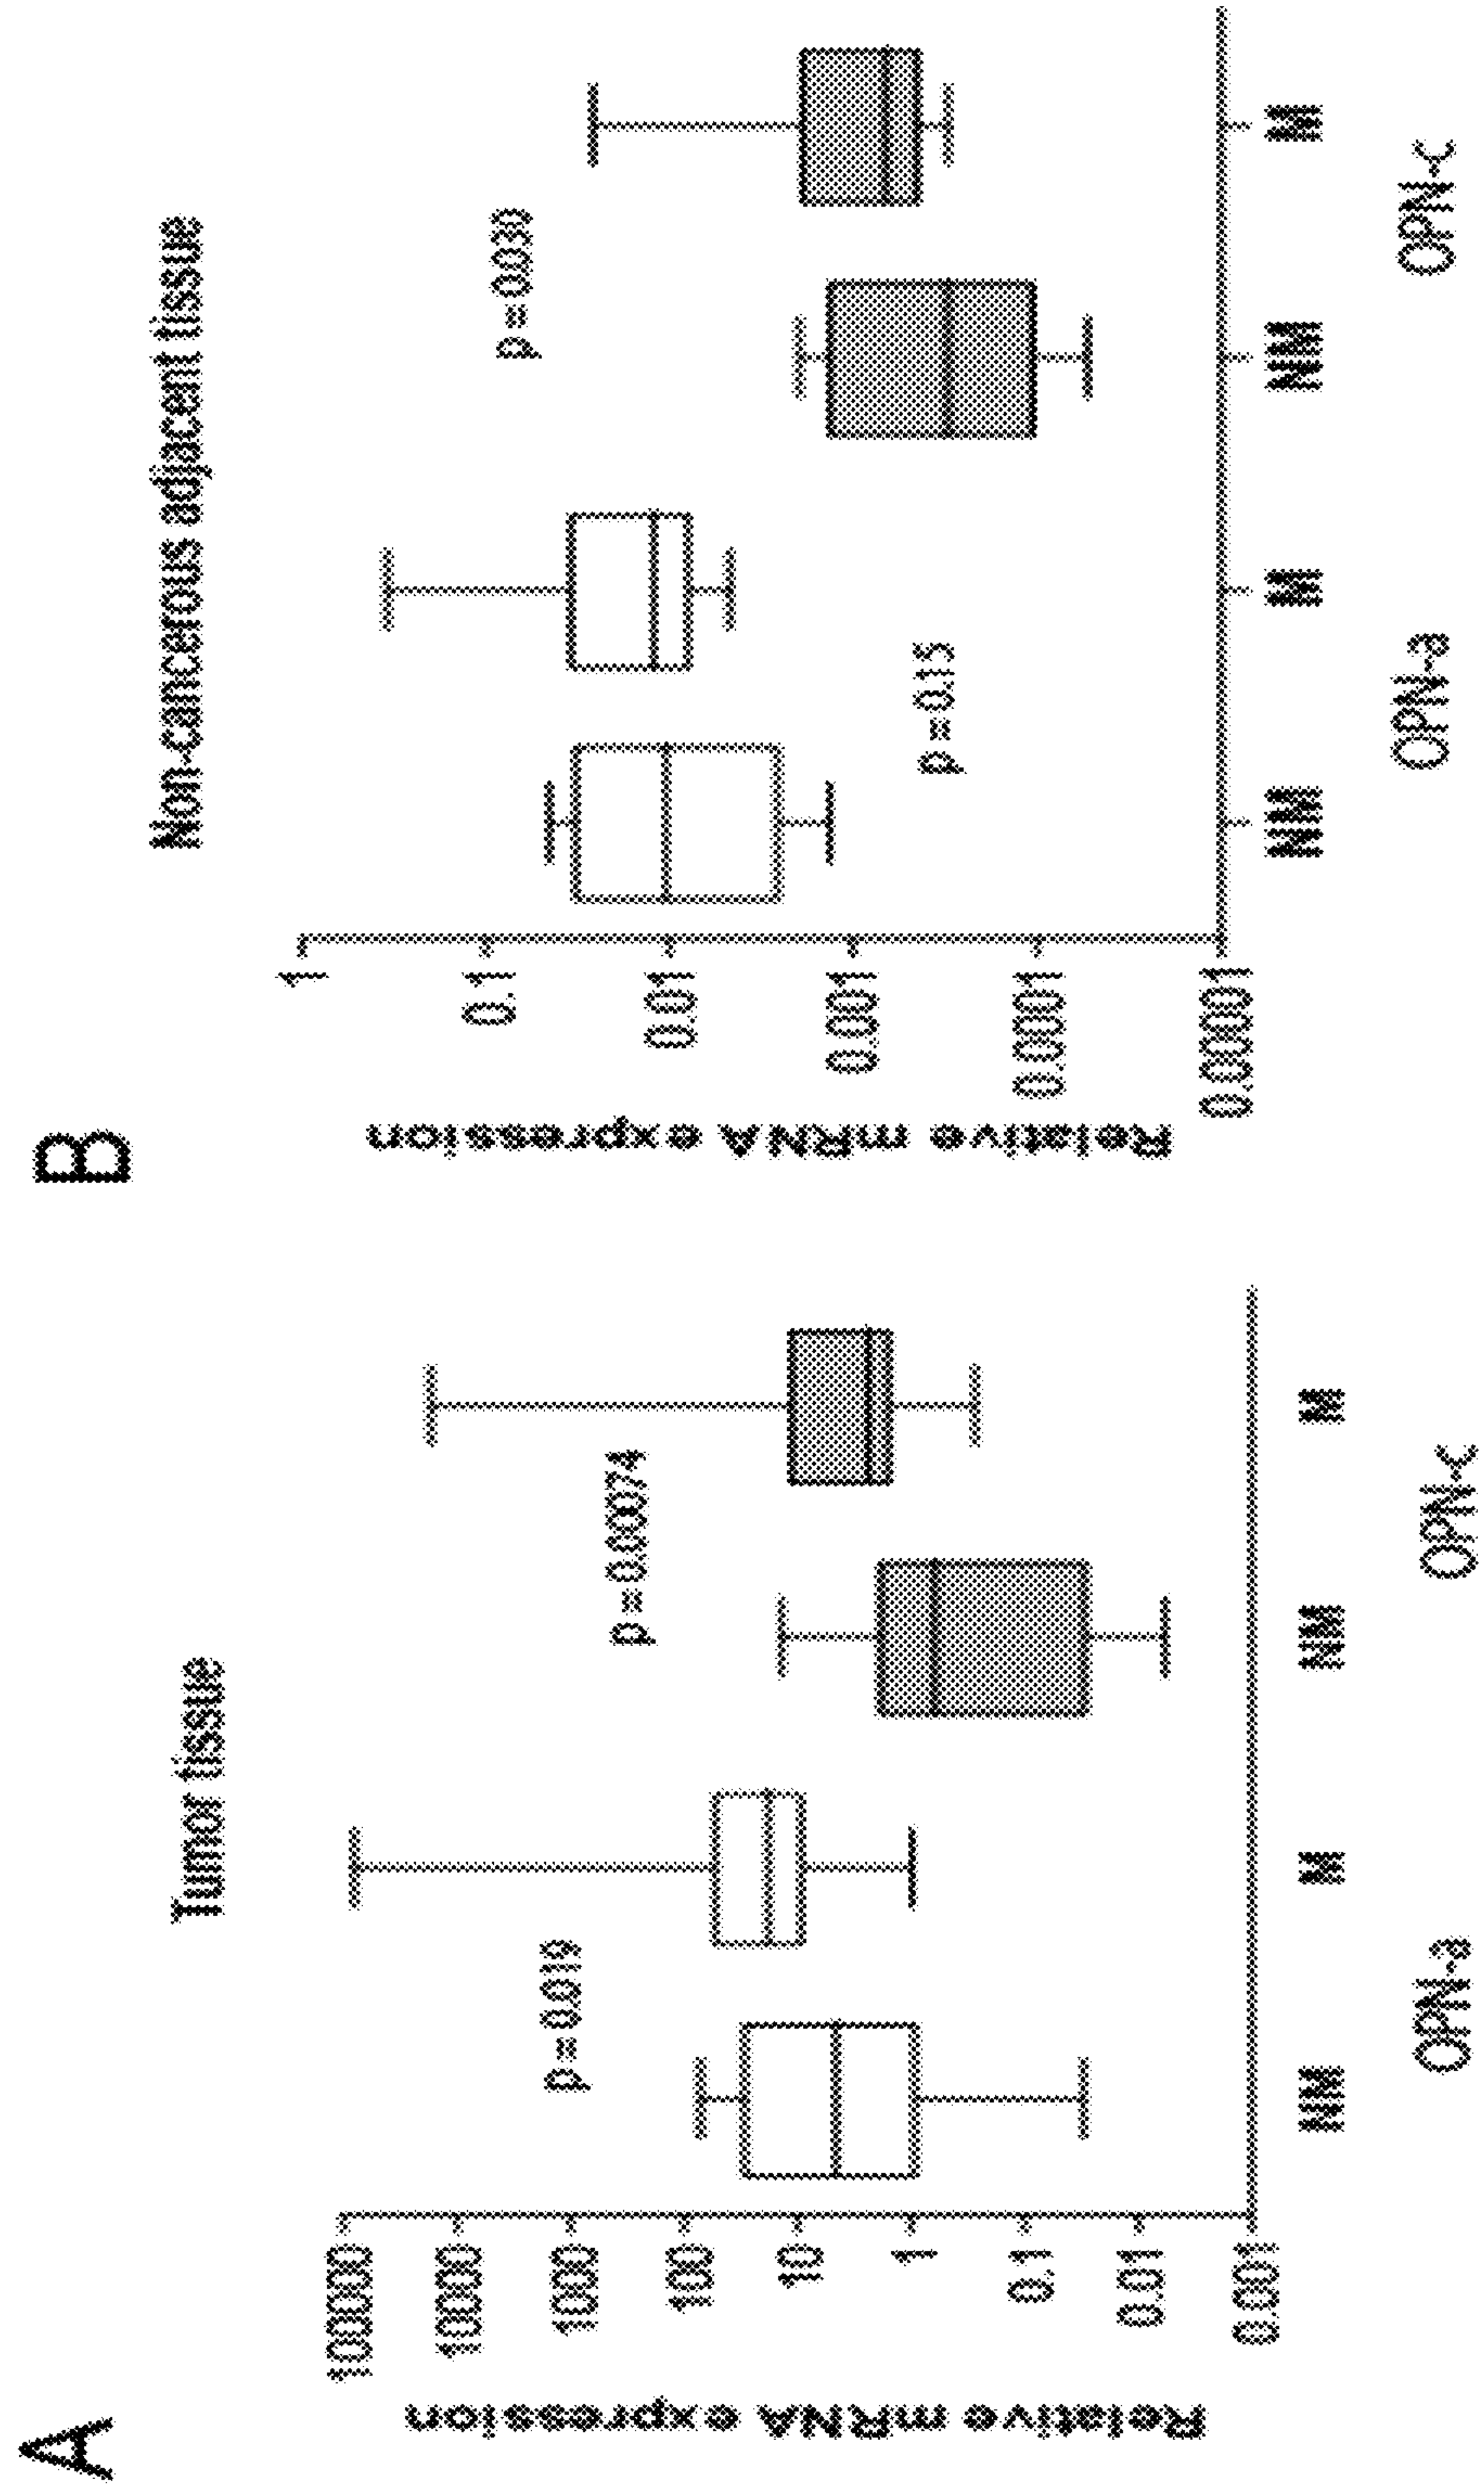 A
Tumor tissue
Relative mRNA expression
100000
10000
1000
100
10
1
0.1
0.01
0.001
p = 0.019
p = 0.00074
NM
M
NM
M
OPN-a
OPN-c
B
Non-cancerous adjacent tissue
Relative mRNA expression
1
0.1
0.01
0.001
0.0001
0.00001
p = 0.15
p = 0.030
NM
M
NM
M
OPN-a
OPN-c